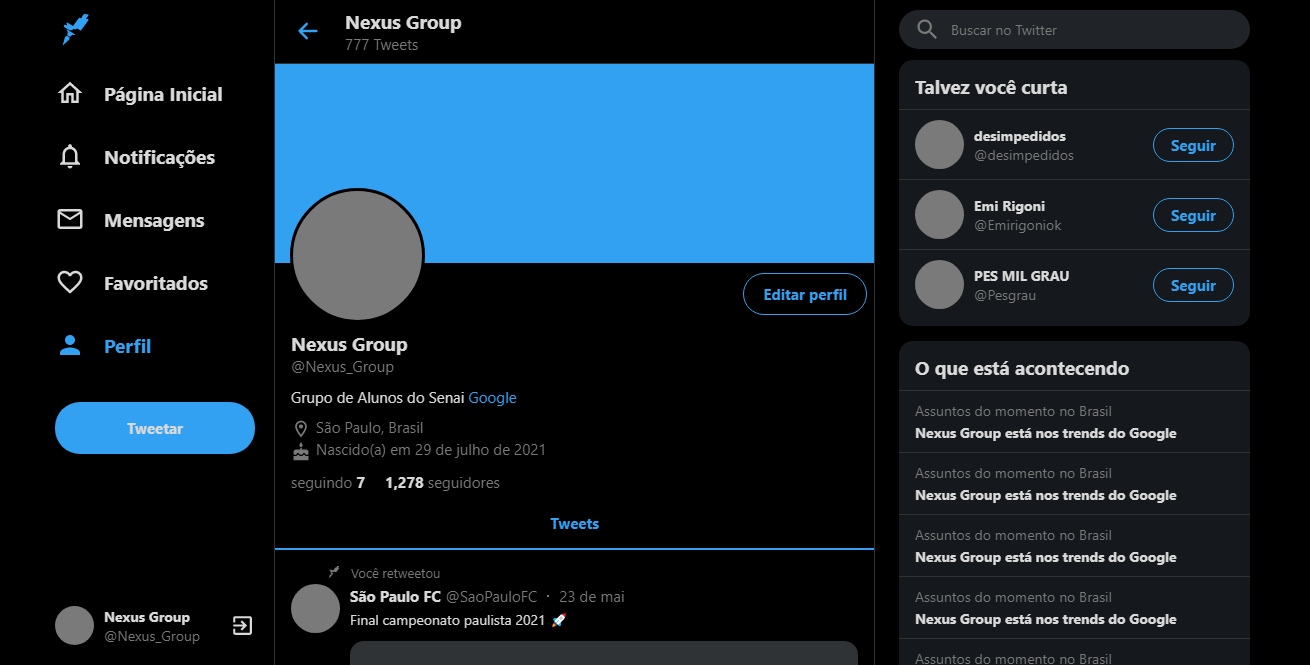 Página Inicial
Notificações
Mensagens
Favoritados
Perfil
Tweetar
Nexus Group
@Nexus_Group
Nexus Group
777 Tweets
Editar perfil
Nexus Group
@Nexus_Group
Grupo de Alunos do Senai Google
São Paulo, Brasil
Nascido(a) em 29 de julho de 2021
seguindo 7 1,278 seguidores
Tweets
Você retweetou
São Paulo FC @SaoPauloFC · 23 de mai
Final campeonato paulista 2021 🚀
Buscar no Twitter
Talvez você curta
desimpedidos
@desimpedidos
Seguir
Emi Rigoni
@Emirigoniok
Seguir
PES MIL GRAU
@Pesgrau
Seguir
O que está acontecendo
Assuntos do momento no Brasil
Nexus Group está nos trends do Google
Assuntos do momento no Brasil
Nexus Group está nos trends do Google
Assuntos do momento no Brasil
Nexus Group está nos trends do Google
Assuntos do momento no Brasil
Nexus Group está nos trends do Google
Assuntos do momento no Brasil